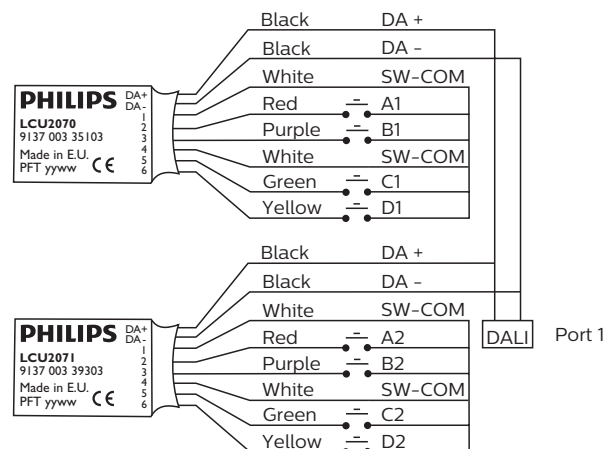 Black DA +
Black DA -
White SW-COM
Red A1
Purple B1
White SW-COM
Green C1
Yellow D1
PHILIPS
LCU2070
9137 003 35103
Made in E.U.
PFT yyww CE
DA+
DA-
1
2
3
4
5
6
Black DA +
Black DA -
White SW-COM
Red A2
Purple B2
White SW-COM
Green C2
Yellow D2
PHILIPS
LCU2071
9137 003 39303
Made in E.U.
PFT yyww CE
DA+
DA-
1
2
3
4
5
6
DALI Port 1